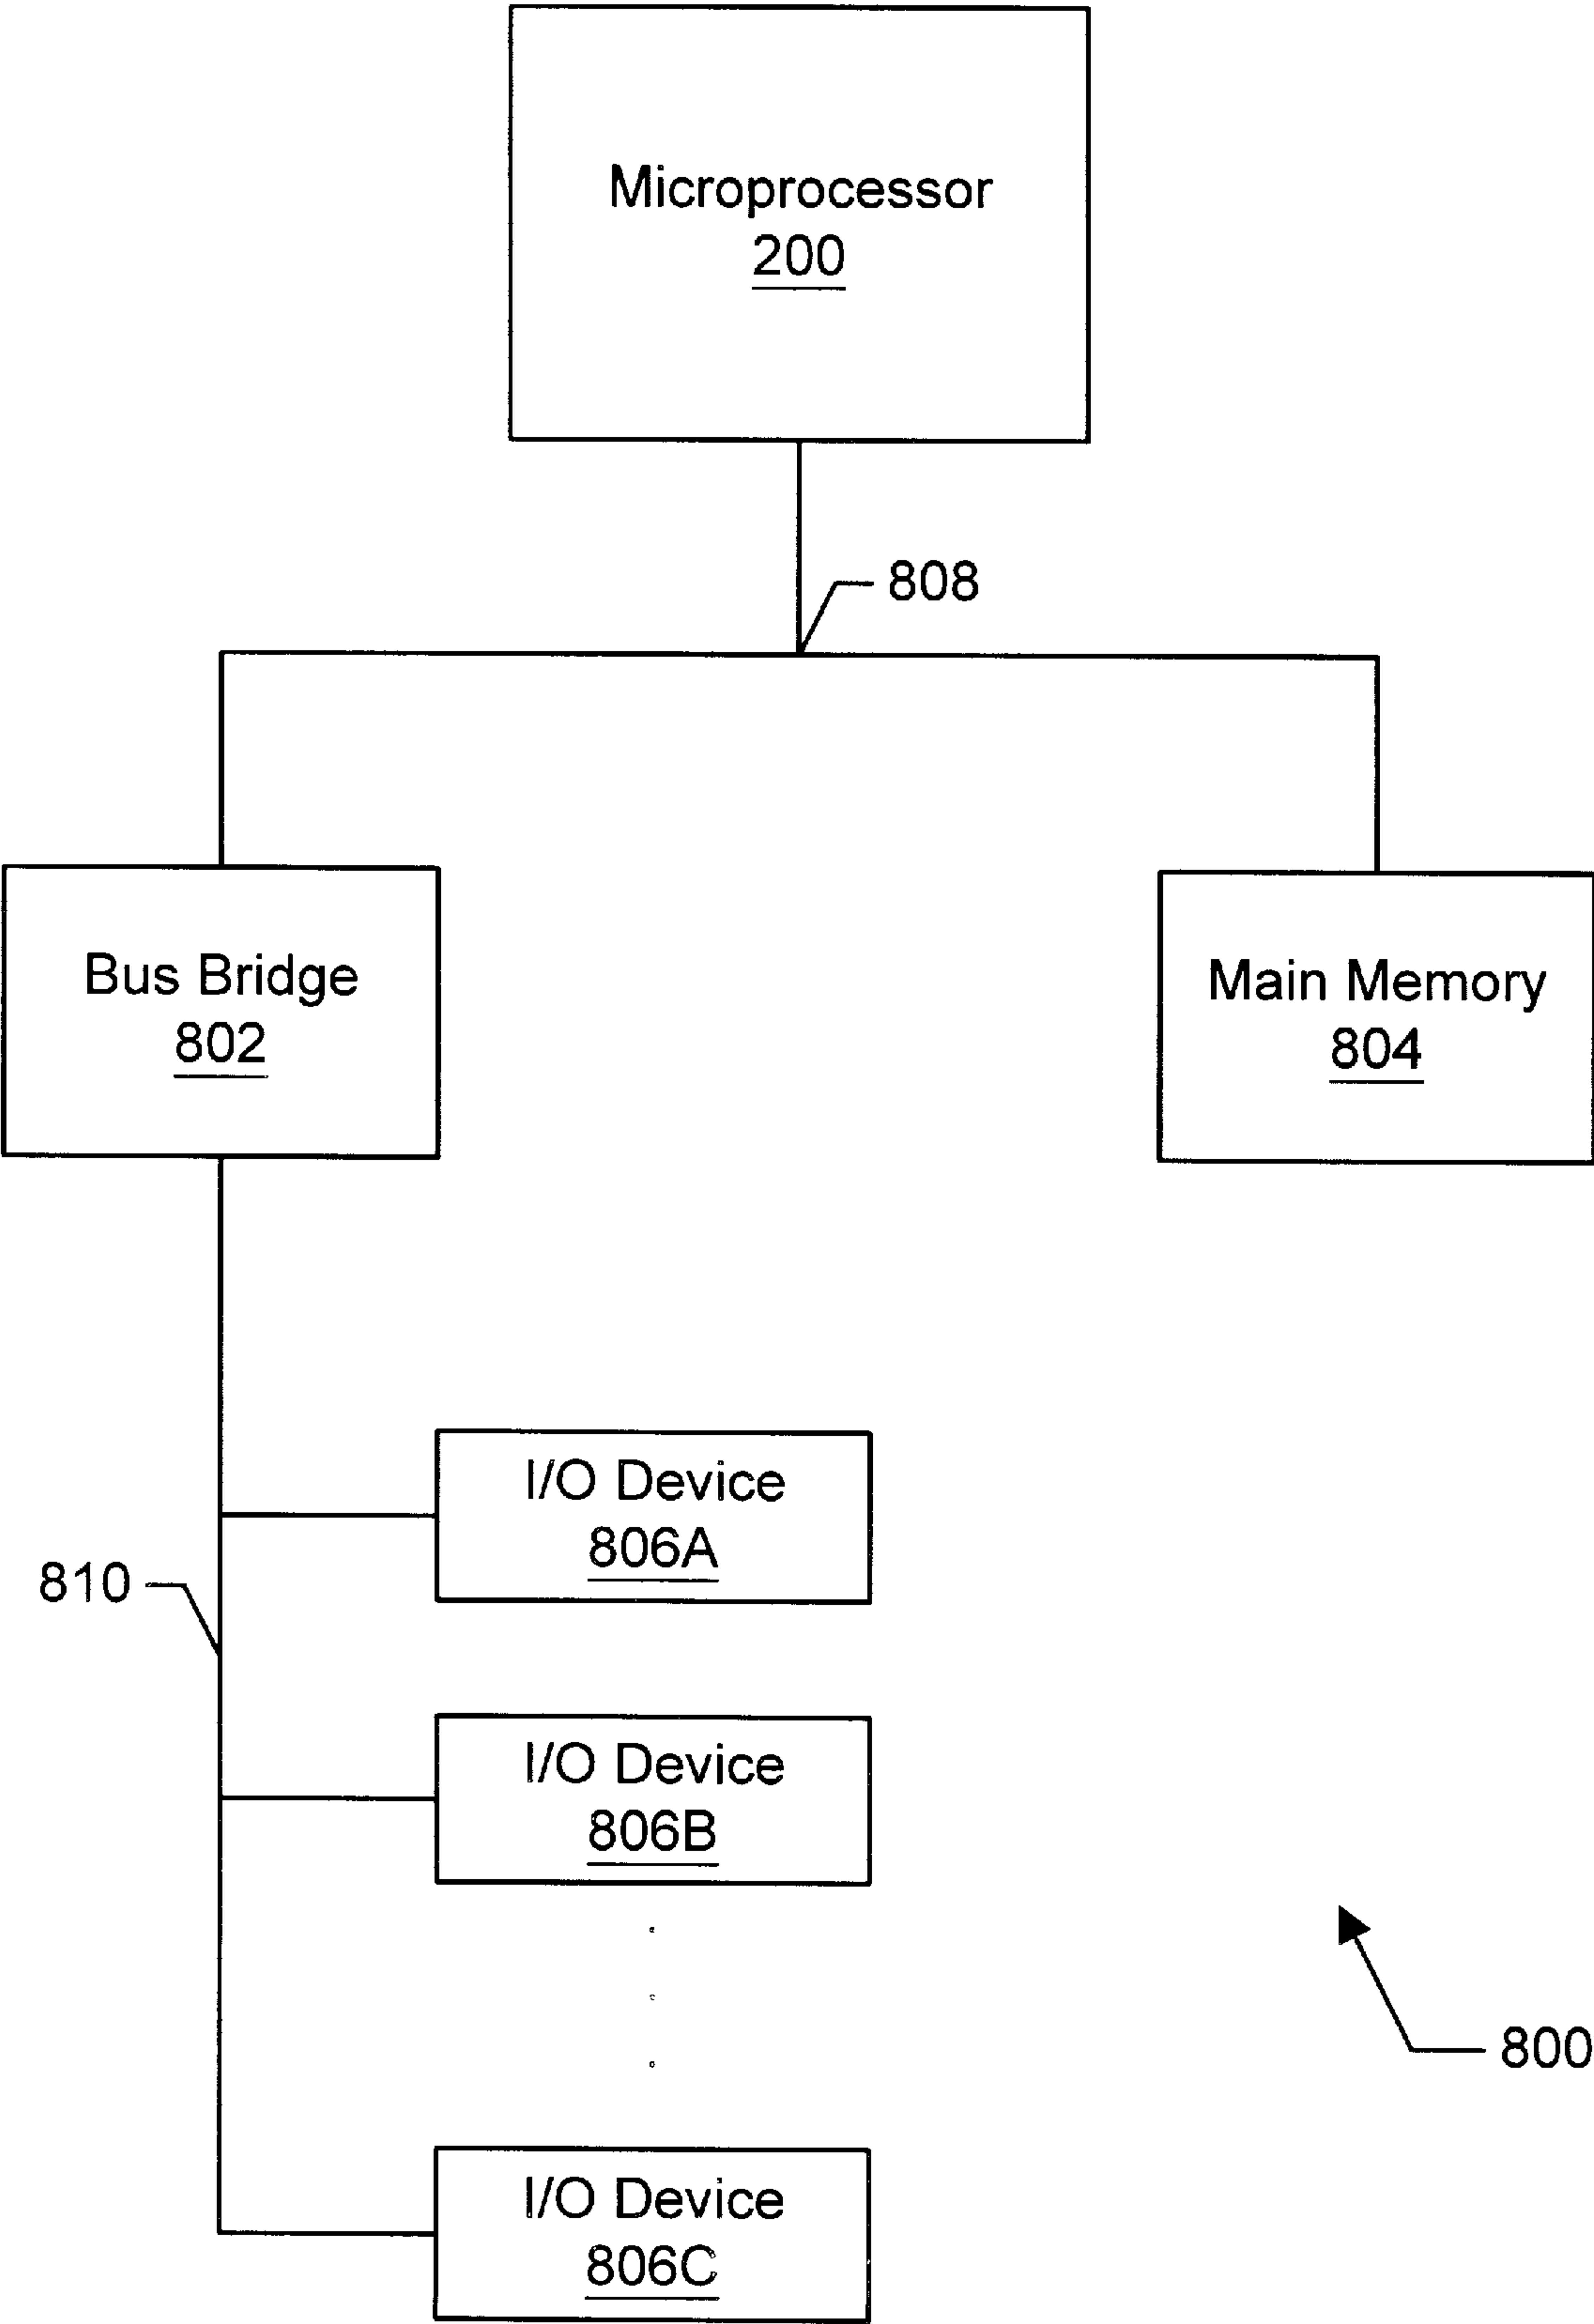 Microprocessor
200
808
Bus Bridge
802
Main Memory
804
I/O Device
806A
810
I/O Device
806B
800
I/O Device
806C